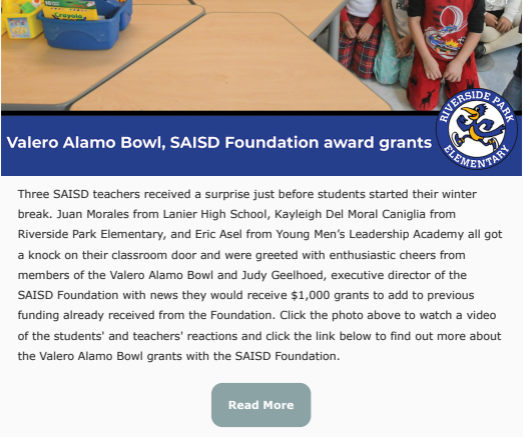 Crayola
RIVERSIDE PARK
ELEMENTARY
Valero Alamo Bowl, SAISD Foundation award grants
Three SAISD teachers received a surprise just before students started their winter
break. Juan Morales from Lanier High School, Kayleigh Del Moral Caniglia from
Riverside Park Elementary, and Eric Asel from Young Men's Leadership Academy all got
a knock on their classroom door and were greeted with enthusiastic cheers from
members of the Valero Alamo Bowl and Judy Geelhoed, executive director of the
SAISD Foundation with news they would receive $1,000 grants to add to previous
funding already received from the Foundation. Click the photo above to watch a video
of the students' and teachers' reactions and click the link below to find out more about
the Valero Alamo Bowl grants with the SAISD Foundation.
Read More